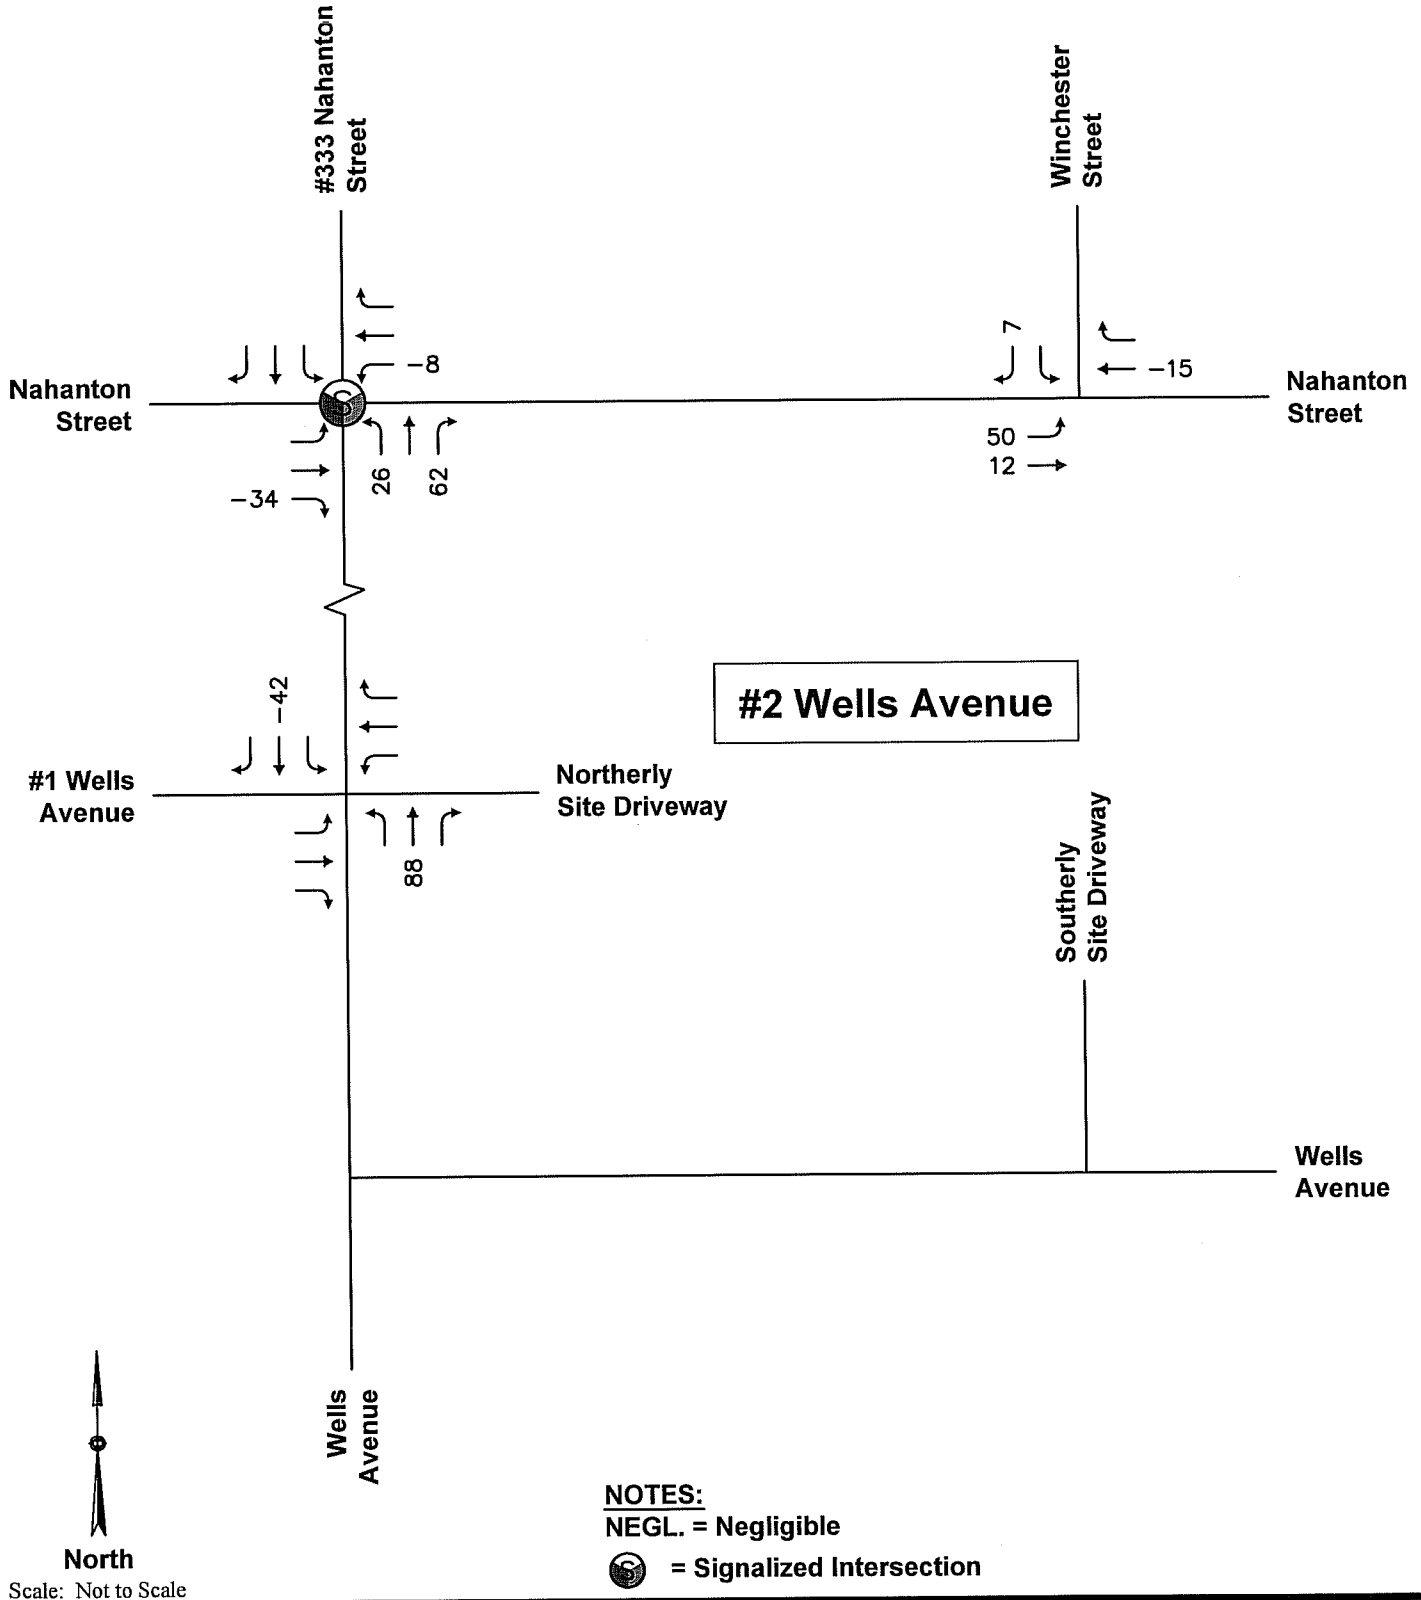 #333 Nahanton
Street
Winchester
Street
-8
7
-15
Nahanton
Street
Nahanton
Street
26
62
-34
50
12
-42
#2 Wells Avenue
#1 Wells
Avenue
Northerly
Site Driveway
88
Southerly
Site Driveway
Wells
Avenue
Wells
Avenue
NOTES:
NEGL. = Negligible
S = Signalized Intersection
North
Scale: Not to Scale
S